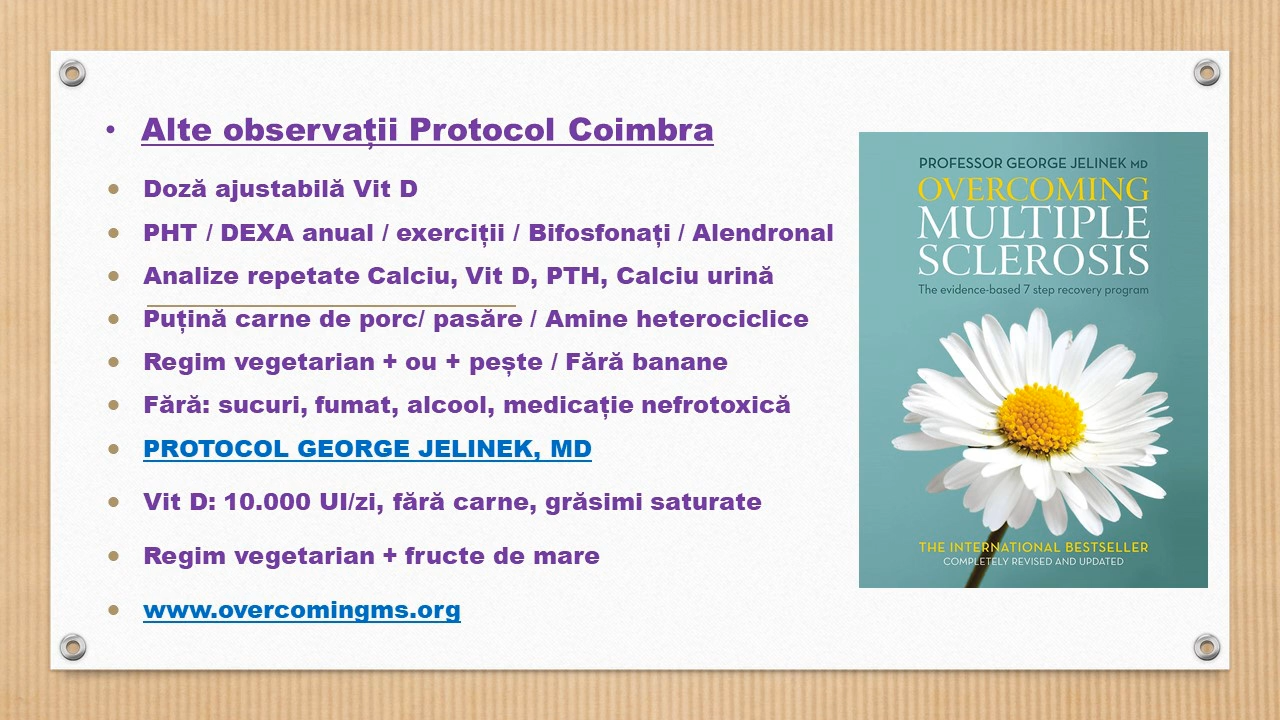 Alte observații Protocol Coimbra
Doză ajustabilă Vit D
PHT / DEXA anual / exerciții / Bifosfonați / Alendronal
Analize repetate Calciu, Vit D, PTH, Calciu urină
Puțină carne de porc/ pasăre / Amine heterociclice
Regim vegetarian + ou + pește / Fără banane
Fără: sucuri, fumat, alcool, medicație nefrotoxică
PROTOCOL GEORGE JELINEK, MD
Vit D: 10.000 UI/zi, fără carne, grăsimi saturate
Regim vegetarian + fructe de mare
www.overcomingms.org
PROFESSOR GEORGE JELINEK MD
OVERCOMING
MULTIPLE
SCLEROSIS
The evidence-based 7 step recovery program
THE INTERNATIONAL BESTSELLER
COMPLETELY REVISED AND UPDATED